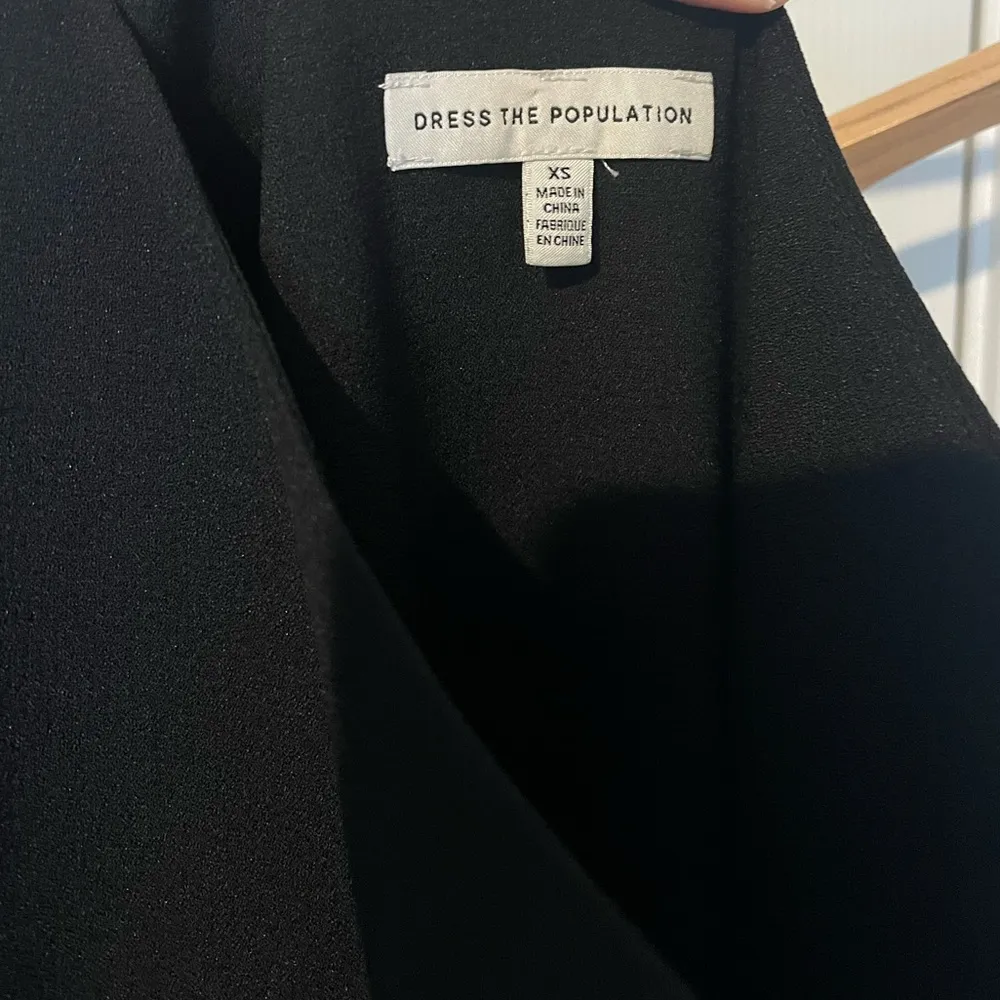 DRESS THE POPULATION
XS
MADE IN
CHINA
FABRIQUE
EN CHINE